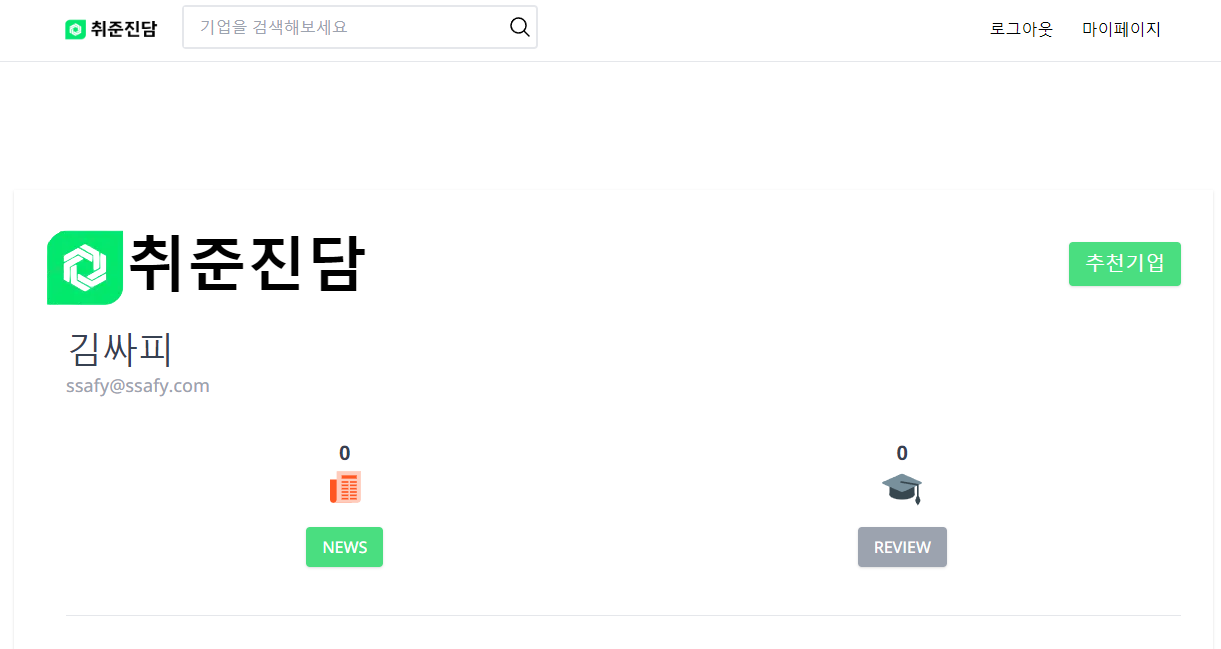 취준진담
기업을 검색해보세요
로그아웃
마이페이지
취준진담
추천기업
김싸피
ssafy@ssafy.com
0
0
NEWS
REVIEW